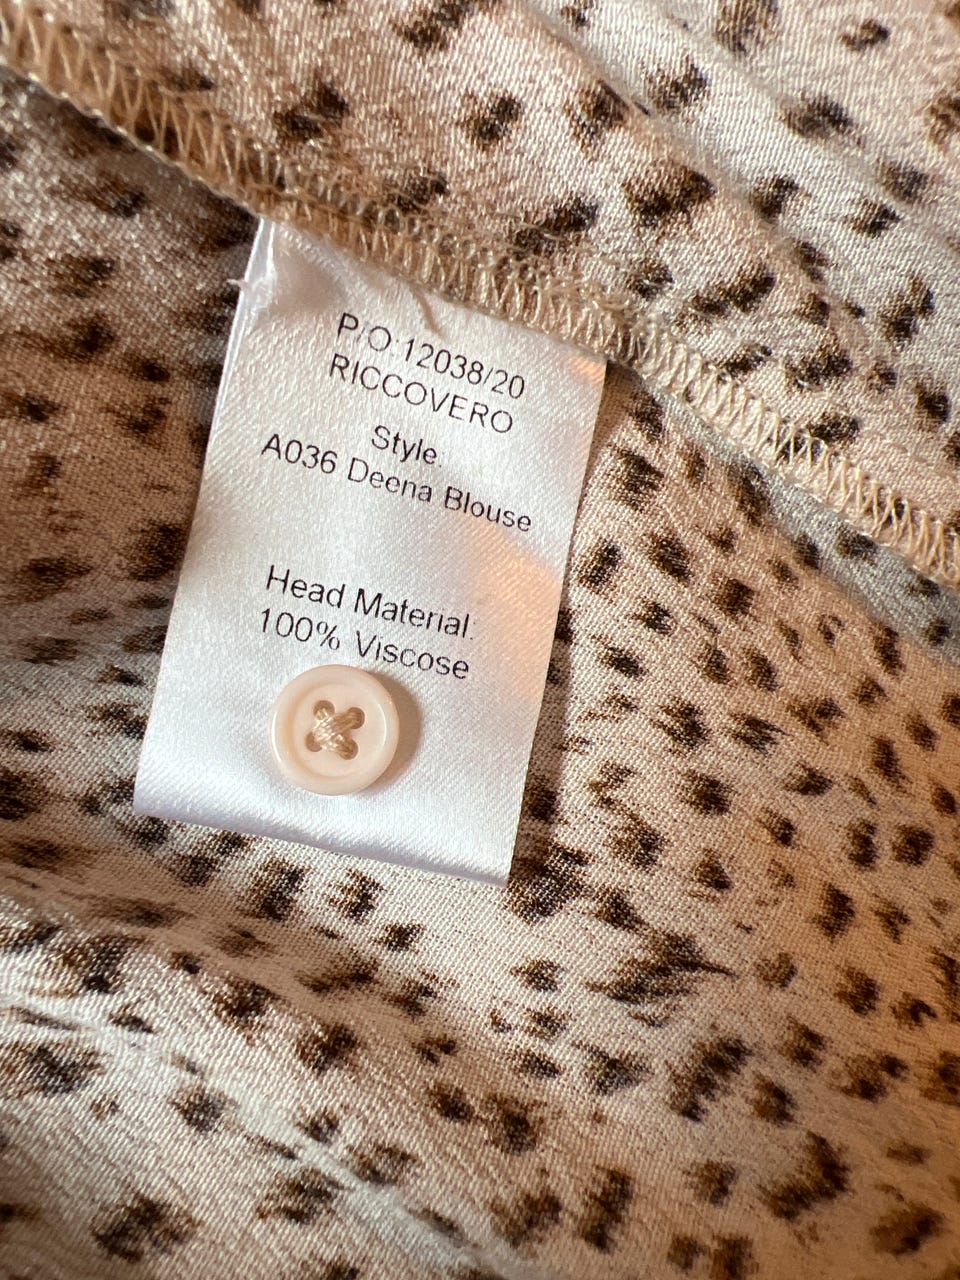 P/O:12038/20
RICCOVERO
Style:
A036 Deena Blouse
Head Material:
100% Viscose